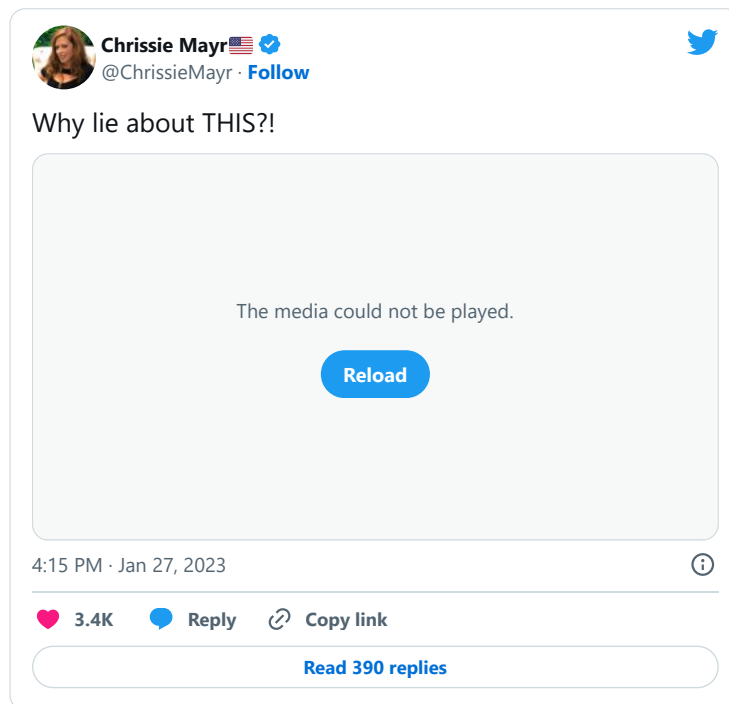 Chrissie Mayr🇺🇸
@ChrissieMayr · Follow
Why lie about THIS?!
The media could not be played.
Reload
4:15 PM · Jan 27, 2023
3.4K Reply Copy link
Read 390 replies